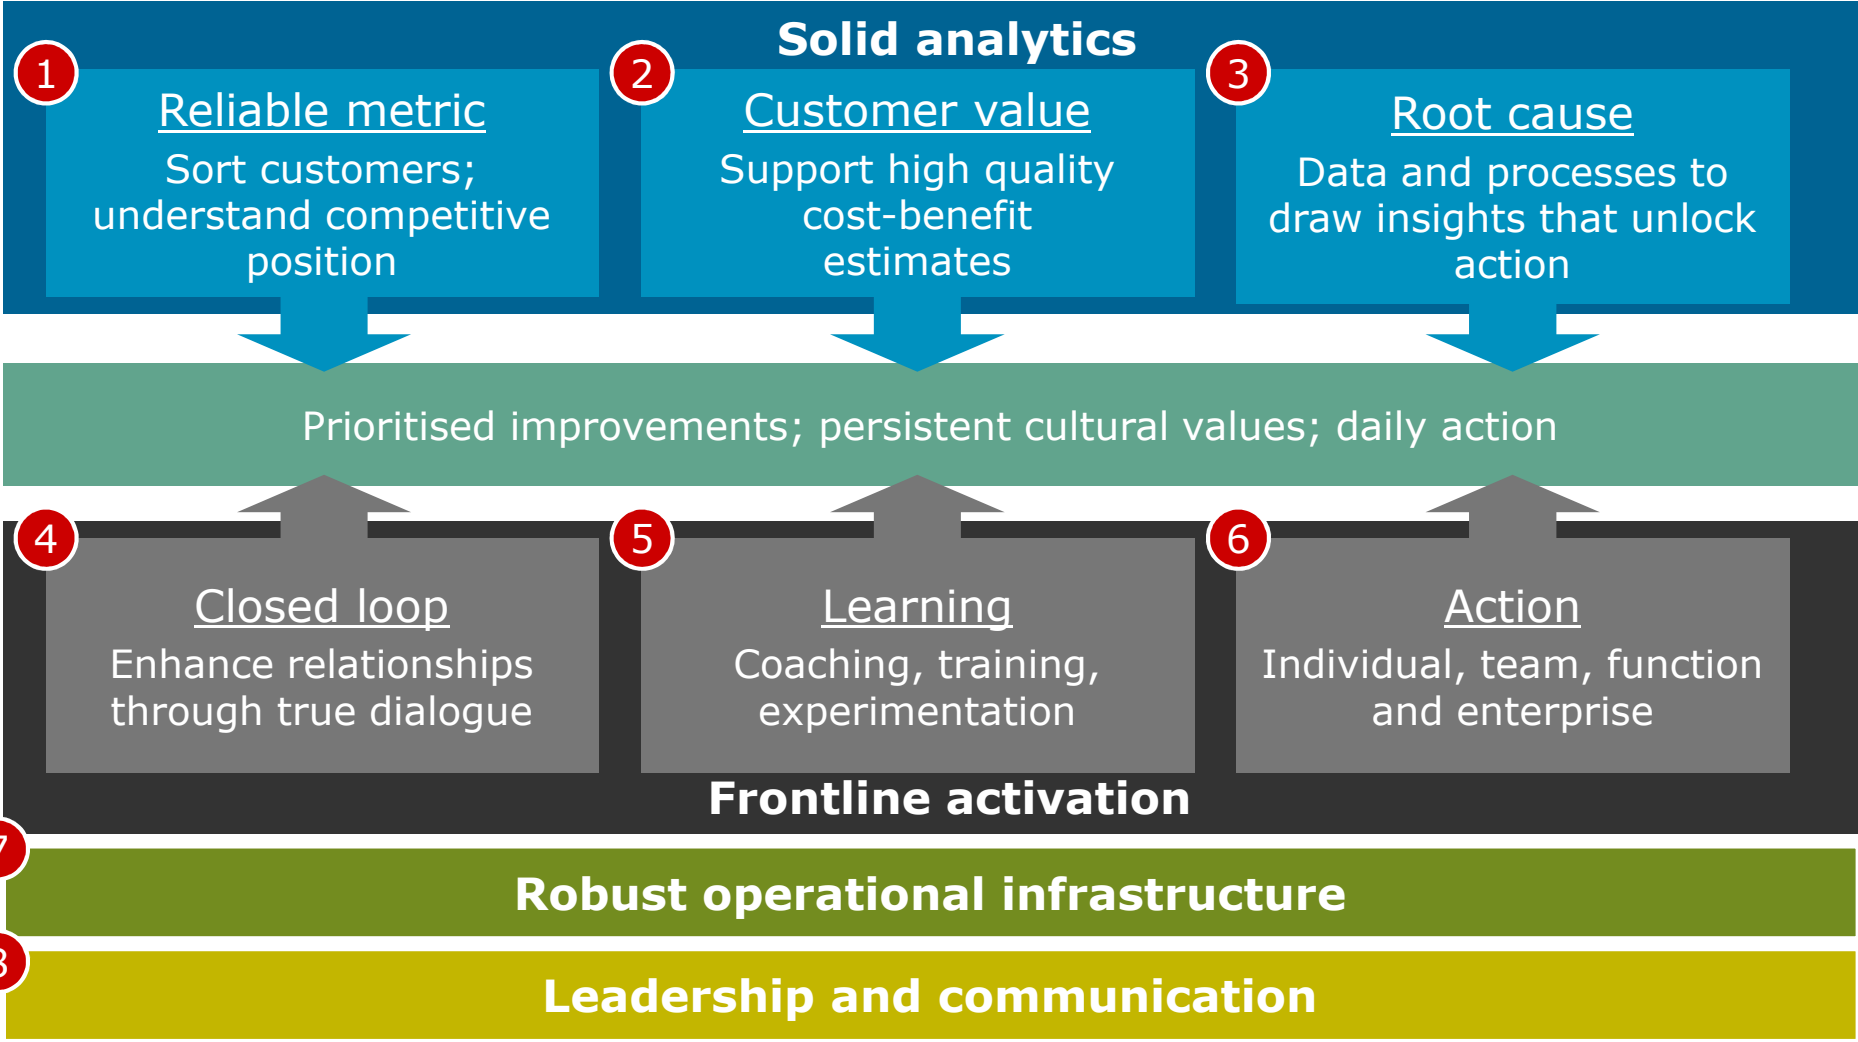 Solid analytics
1
Reliable metric
Sort customers;
understand competitive
position
2
Customer value
Support high quality
cost-benefit
estimates
3
Root cause
Data and processes to
draw insights that unlock
action
Prioritised improvements; persistent cultural values; daily action
4
Closed loop
Enhance relationships
through true dialogue
5
Learning
Coaching, training,
experimentation
6
Action
Individual, team, function
and enterprise
Frontline activation
7
Robust operational infrastructure
8
Leadership and communication